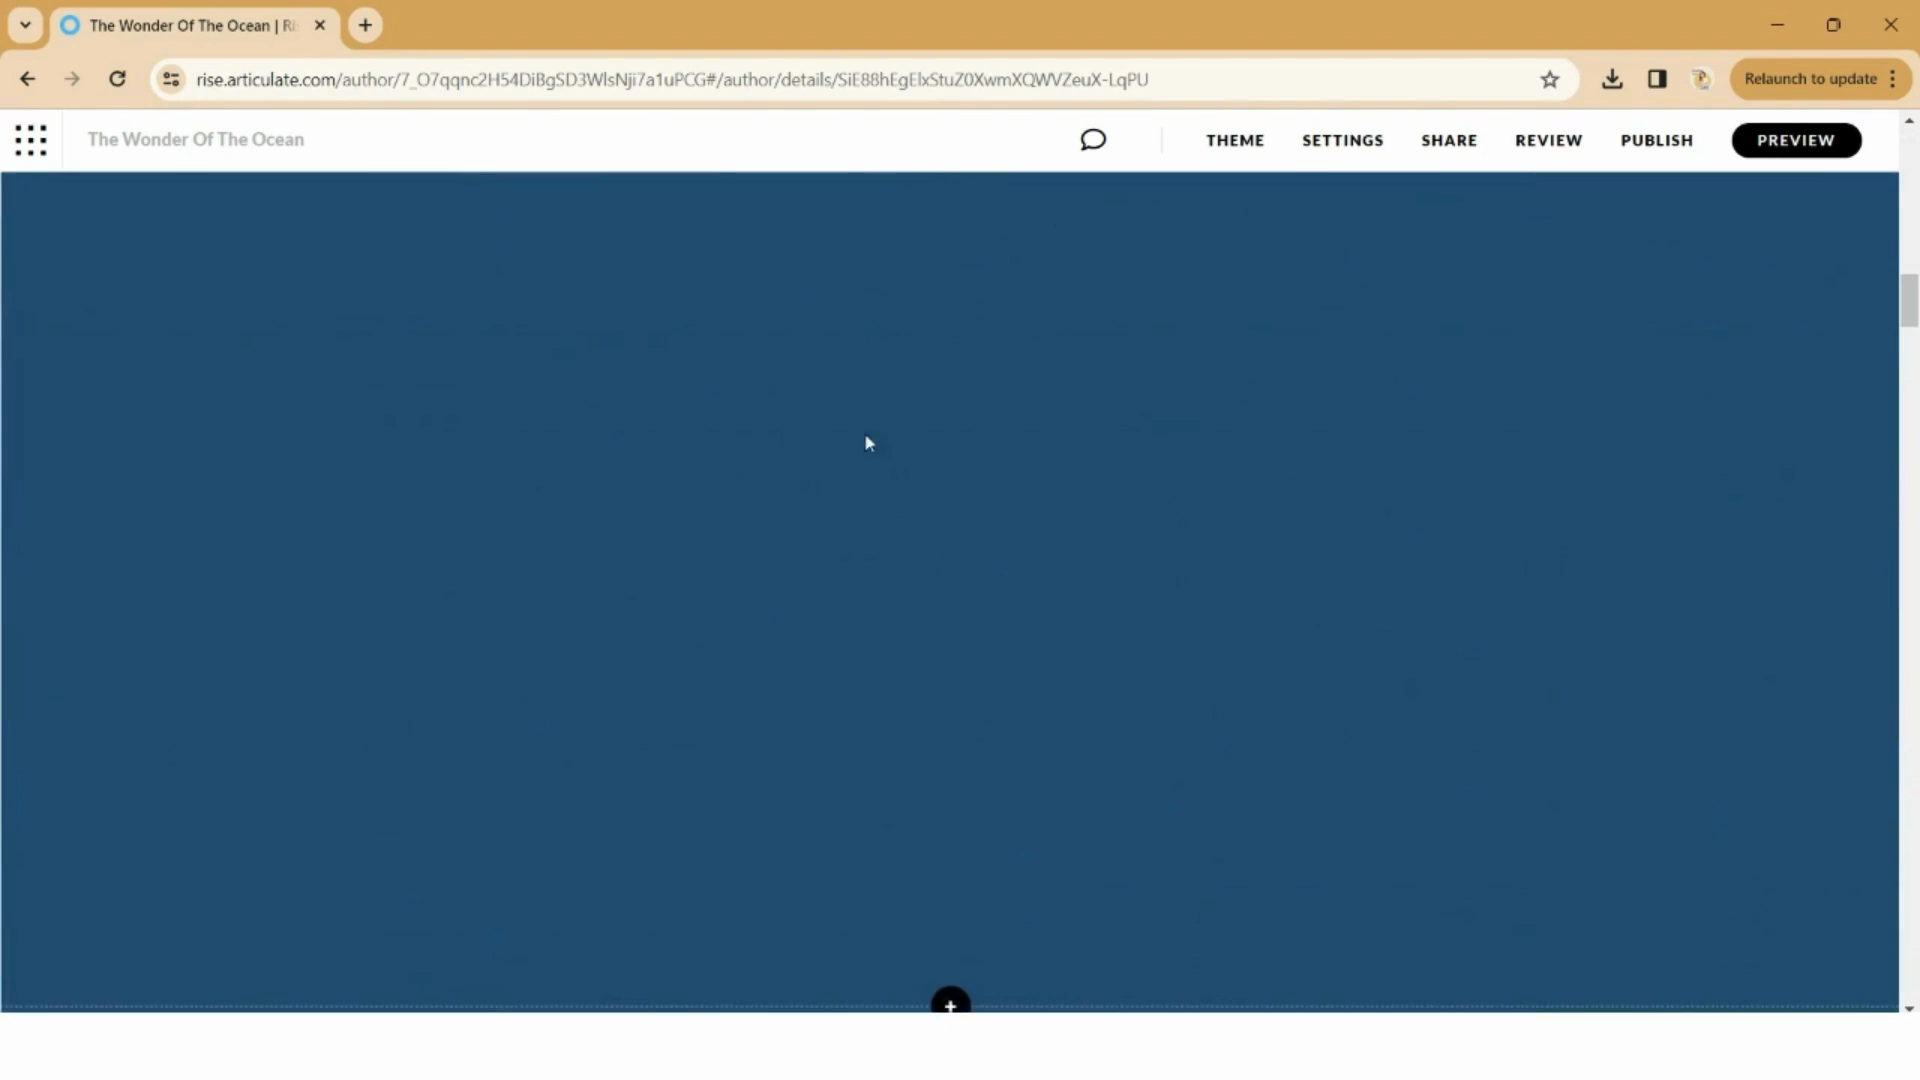 The Wonder Of The Ocean | Ri
rise.articulate.com/author/7_O7qqnc2H54DiBgSD3WlsNji7a1uPCG#/author/details/SiE88hEgElxStuZ0XwmXQWVZeuX-LqPU
Relaunch to update
The Wonder Of The Ocean
THEME SETTINGS SHARE REVIEW PUBLISH PREVIEW